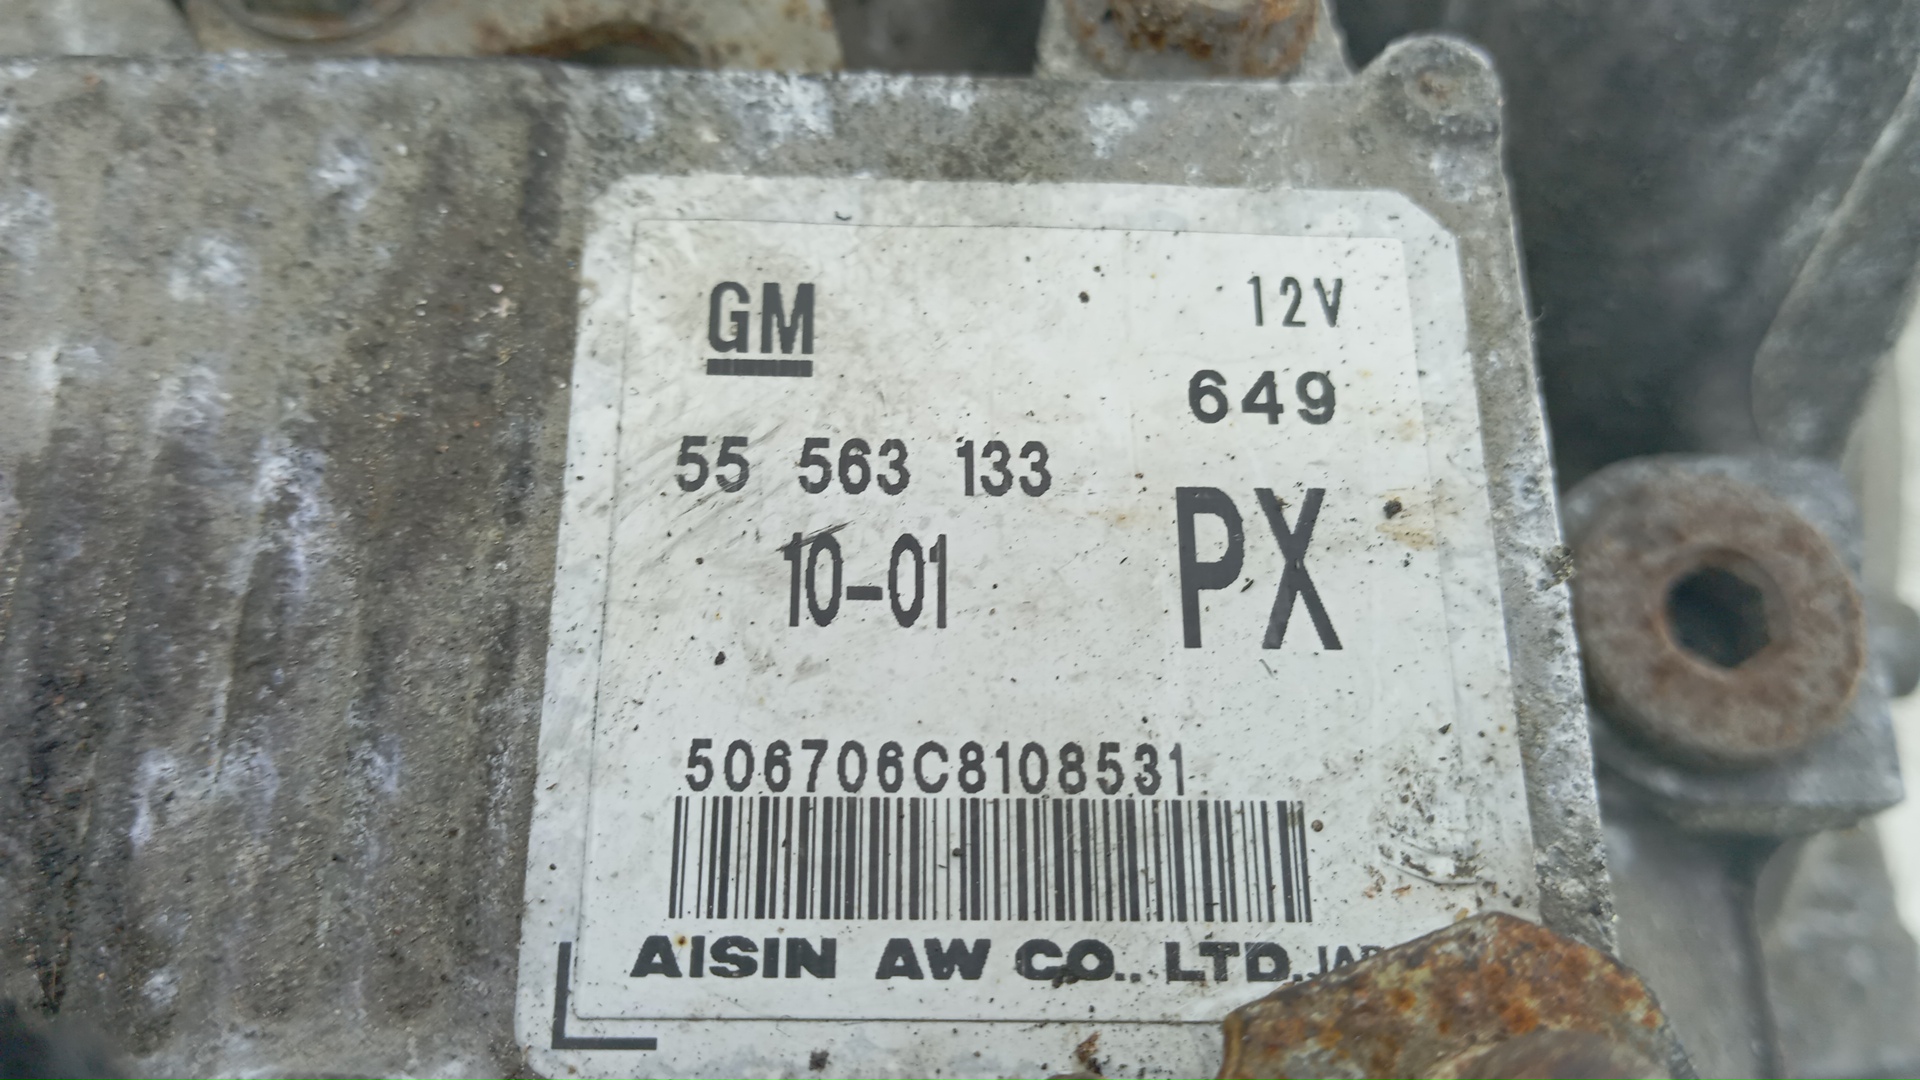 GM
12V
649
55 563 133
PX
10-01
506706C8108531
AISIN AW CO., LTD.